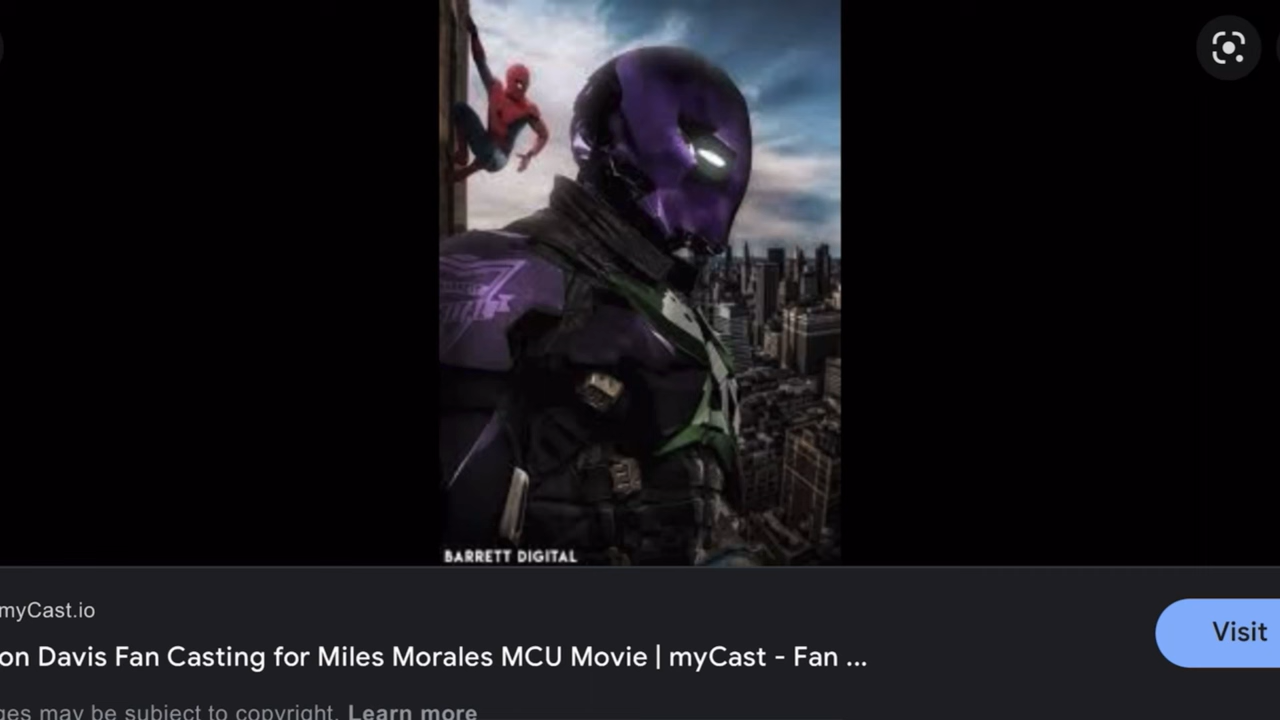 BARRETT DIGITAL
myCast.io
Visit
on Davis Fan Casting for Miles Morales MCU Movie | myCast - Fan ...
ges may be subject to copyright. Learn more